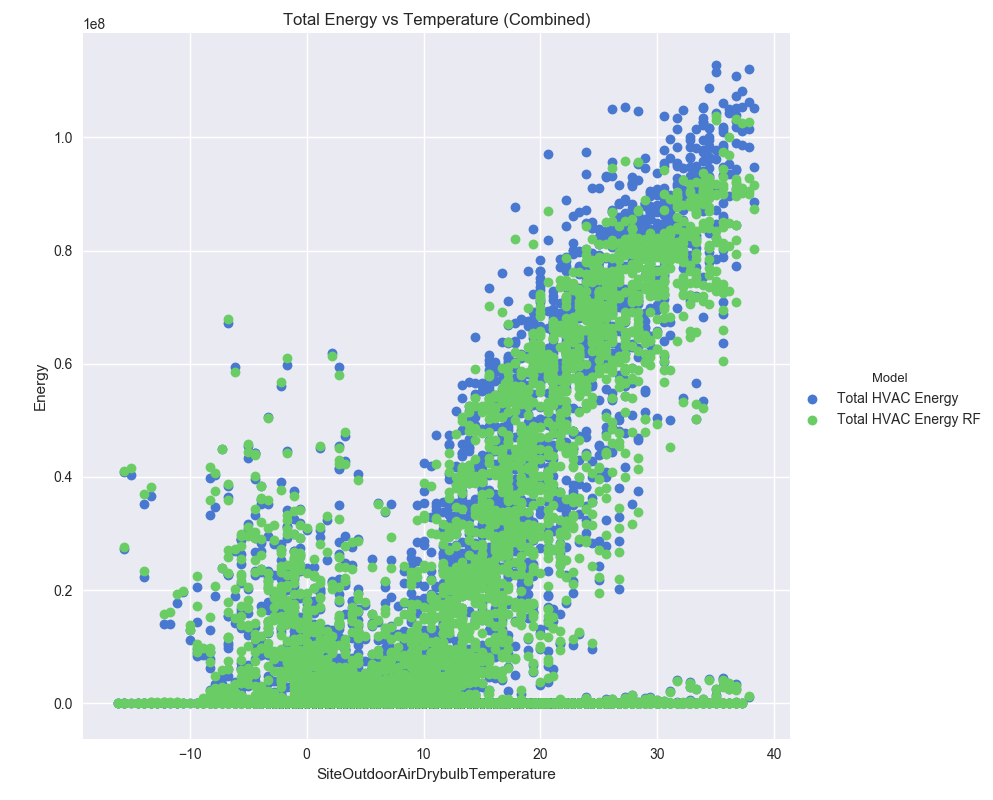 Total Energy vs Temperature (Combined)
1e8
1.0
0.8
0.6
0.4
0.2
0.0
Energy
−10
0
10
20
30
40
SiteOutdoorAirDrybulbTemperature
Model
Total HVAC Energy
Total HVAC Energy RF